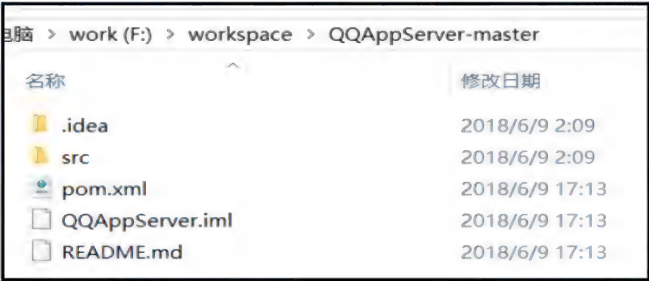 电脑 > work (F:) > workspace > QQAppServer-master
名称 修改日期
.idea 2018/6/9 2:09
src 2018/6/9 2:09
pom.xml 2018/6/9 17:13
QQAppServer.iml 2018/6/9 17:13
README.md 2018/6/9 17:13